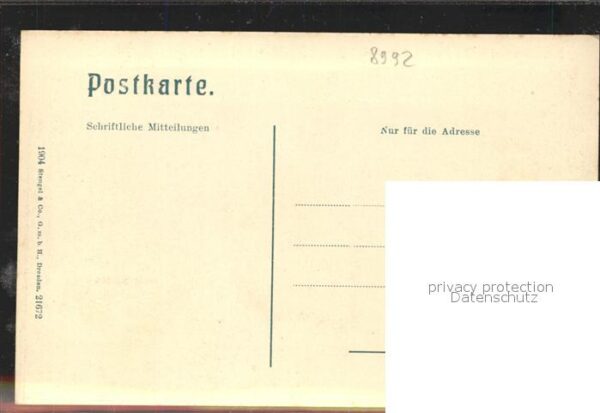 8992
Postkarte.
Schriftliche Mitteilungen
Nur für die Adresse
1904 Stengel & Co., G. m. b. H., Dresden. 21672
privacy protection
Datenschutz